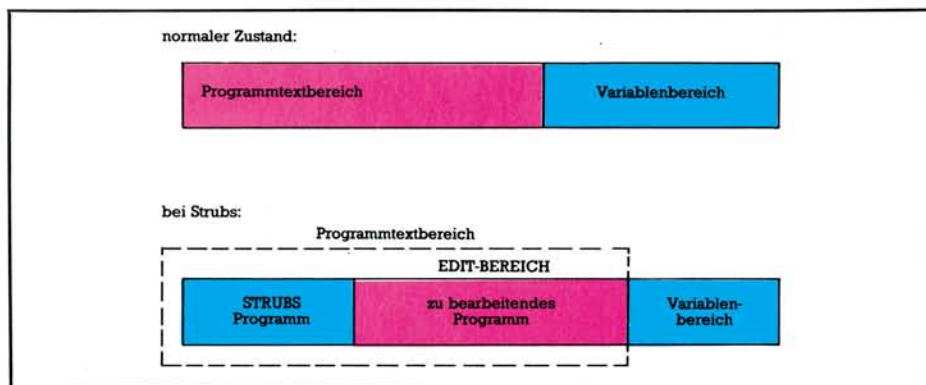 normaler Zustand:
Programmtextbereich Variablenbereich
bei Strubs:
Programmtextbereich
EDIT-BEREICH
STRUBS zu bearbeitendes Variablen-
Programm Programm bereich